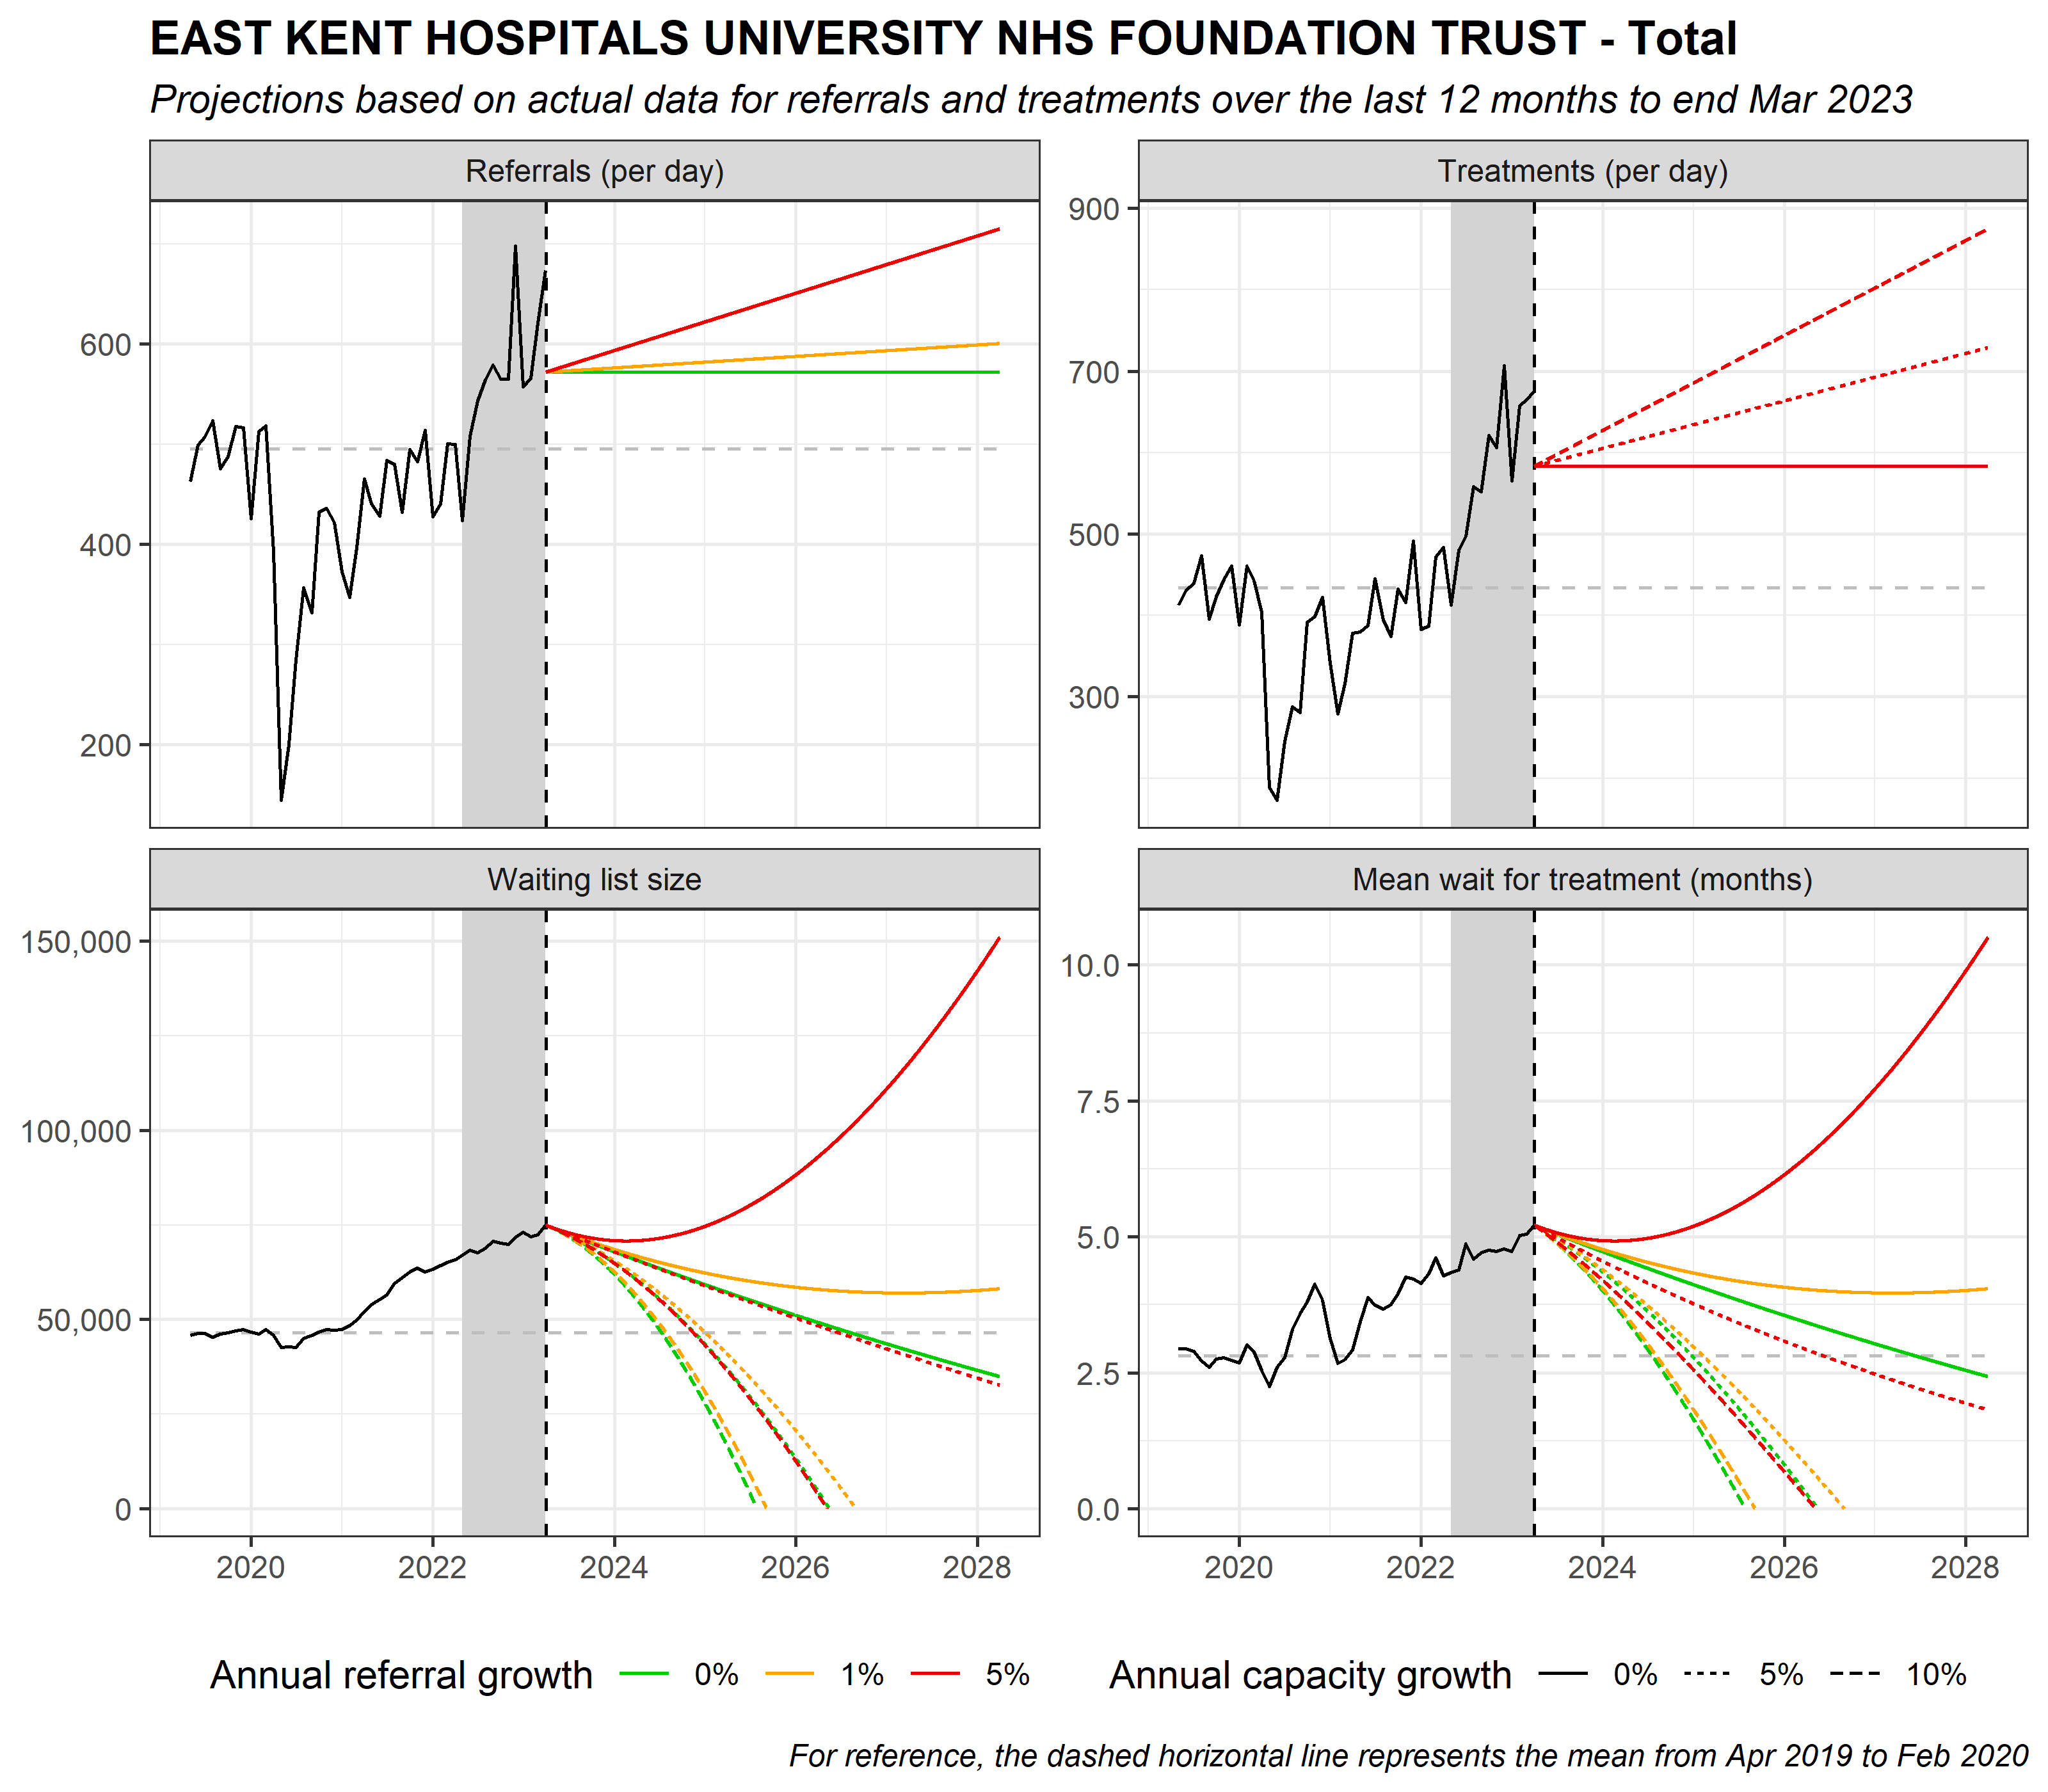 EAST KENT HOSPITALS UNIVERSITY NHS FOUNDATION TRUST - Total
Projections based on actual data for referrals and treatments over the last 12 months to end Mar 2023
Referrals (per day)
600
400
200
Treatments (per day)
900
700
500
300
Waiting list size
150,000
100,000
50,000
0
2020 2022 2024 2026 2028
Mean wait for treatment (months)
10.0
7.5
5.0
2.5
0.0
2020 2022 2024 2026 2028
Annual referral growth 0% 1% 5%
Annual capacity growth 0% 5% 10%
For reference, the dashed horizontal line represents the mean from Apr 2019 to Feb 2020